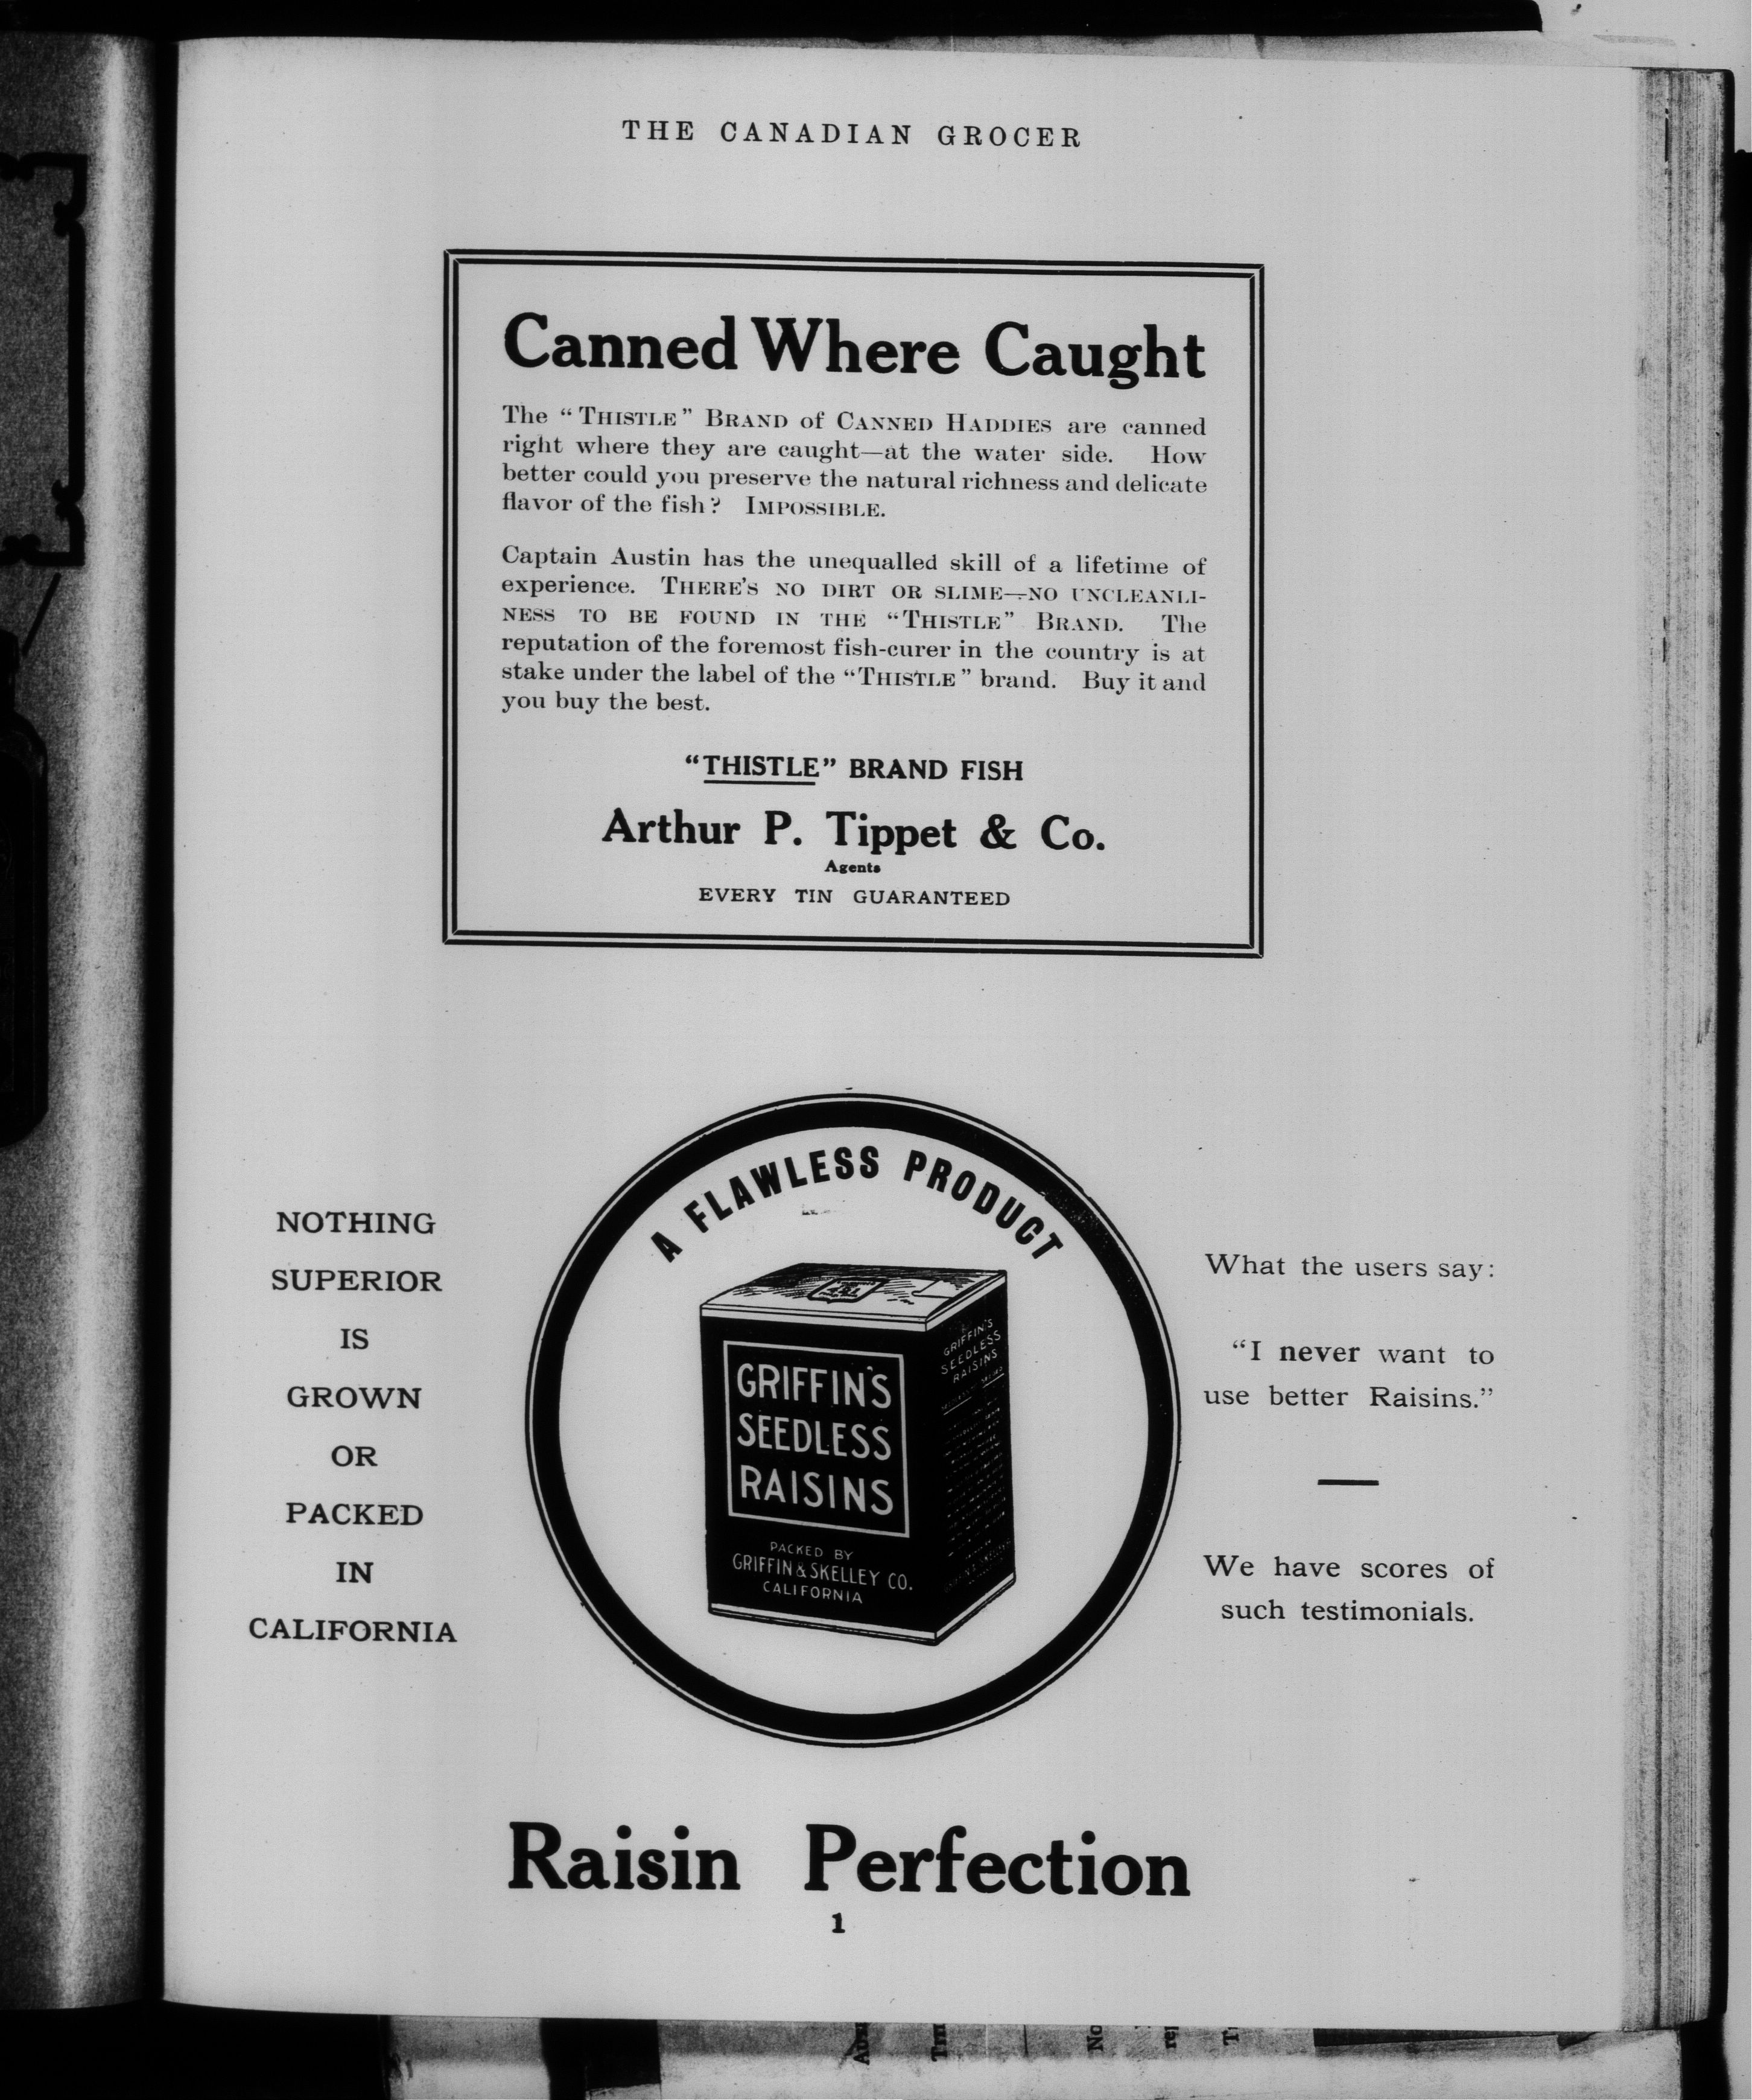 THE CANADIAN GROCER
Canned Where Caught
The “THISTLE” BRAND of CANNED HADDIES are canned
right where they are caught—at the water side. How
better could you preserve the natural richness and delicate
flavor of the fish? IMPOSSIBLE.
Captain Austin has the unequalled skill of a lifetime of
experience. THERE'S NO DIRT OR SLIME—NO UNCLEANLI-
NESS TO BE FOUND IN THE “THISTLE” BRAND. The
reputation of the foremost fish-curer in the country is at
stake under the label of the “THISTLE” brand. Buy it and
you buy the best.
“THISTLE” BRAND FISH
Arthur P. Tippet & Co.
Agents
EVERY TIN GUARANTEED
NOTHING
SUPERIOR
IS
GROWN
OR
PACKED
IN
CALIFORNIA
A FLAWLESS PRODUCT
GRIFFIN'S
SEEDLESS
RAISINS
PACKED BY
GRIFFIN & SKELLEY CO.
CALIFORNIA
GRIFFIN'S
SEEDLESS
RAISINS
What the users say:
“I never want to
use better Raisins.”
We have scores of
such testimonials.
Raisin Perfection
1